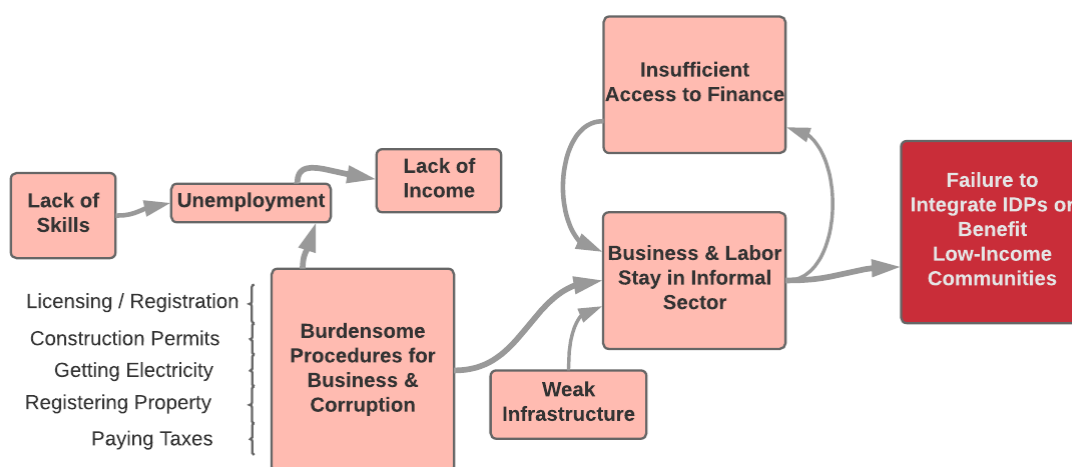 Lack of
Skills
Unemployment
Lack of
Income
Licensing / Registration
Construction Permits
Getting Electricity
Registering Property
Paying Taxes
Burdensome
Procedures for
Business &
Corruption
Weak
Infrastructure
Insufficient
Access to Finance
Business & Labor
Stay in Informal
Sector
Failure to
Integrate IDPs or
Benefit
Low-Income
Communities